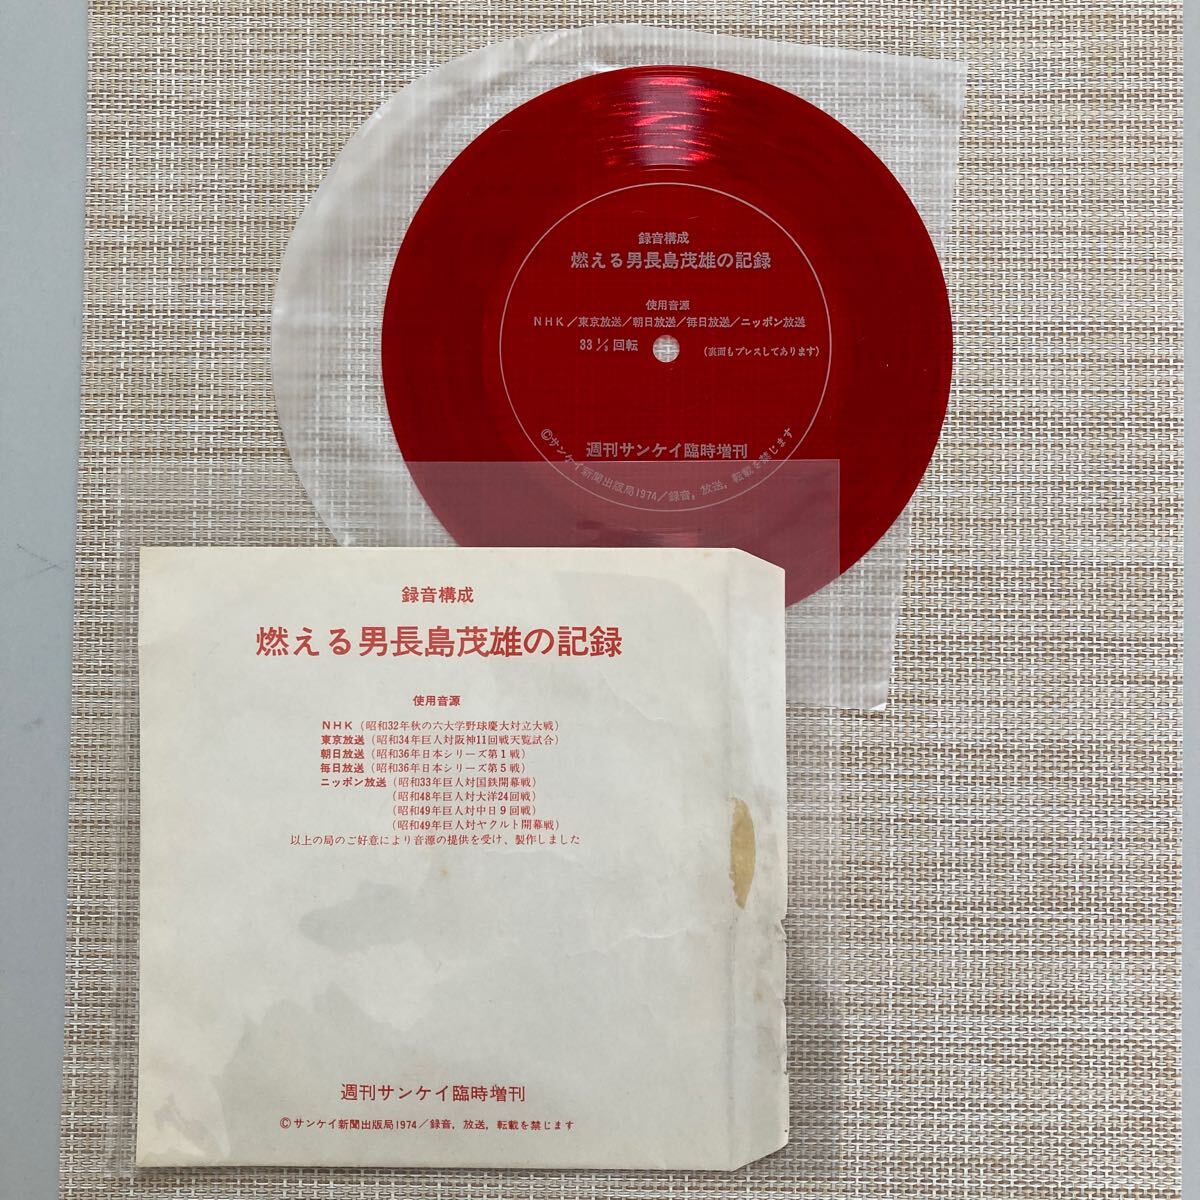 録音構成
燃える男長島茂雄の記録
使用音源
NHK/東京放送/朝日放送/毎日放送/ニッポン放送
33 1/3 回転
(裏面もプレスしてあります)
週刊サンケイ臨時増刊
©サンケイ新聞出版局1974/録音,放送,転載を禁じます
録音構成
燃える男長島茂雄の記録
使用音源
NHK(昭和32年秋の六大学野球慶大対立大戦)
東京放送(昭和34年巨人対阪神11回戦天覧試合)
朝日放送(昭和36年日本シリーズ第1戦)
毎日放送(昭和36年日本シリーズ第5戦)
ニッポン放送(昭和33年巨人対国鉄開幕戦)
(昭和48年巨人対大洋24回戦)
(昭和49年巨人対中日9回戦)
(昭和49年巨人対ヤクルト開幕戦)
以上の局のご好意により音源の提供を受け、製作しました
週刊サンケイ臨時増刊
©サンケイ新聞出版局1974/録音,放送,転載を禁じます